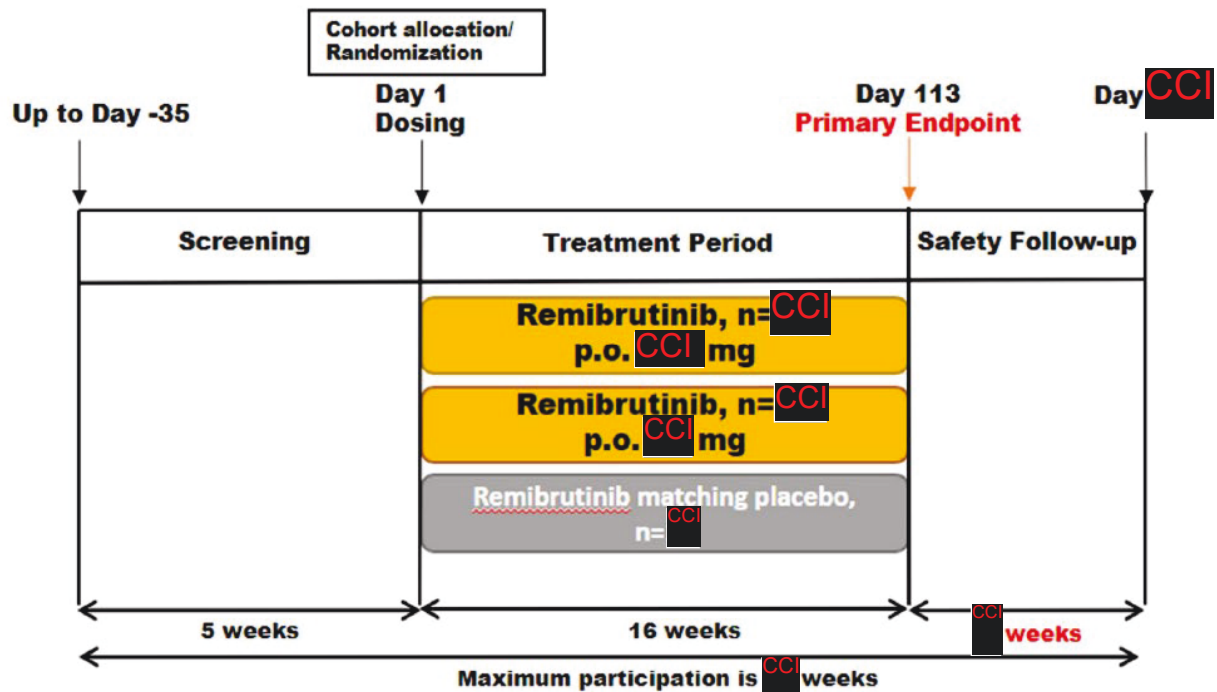 Cohort allocation/
Randomization
Up to Day -35
Day 1
Dosing
Day 113
Primary Endpoint
Day CCI
Screening
Treatment Period
Safety Follow-up
Remibrutinib, n=CCI
p.o. CCI mg
Remibrutinib, n=CCI
p.o. CCI mg
Remibrutinib matching placebo,
n= CCI
5 weeks
16 weeks
CCI weeks
Maximum participation is CCI weeks